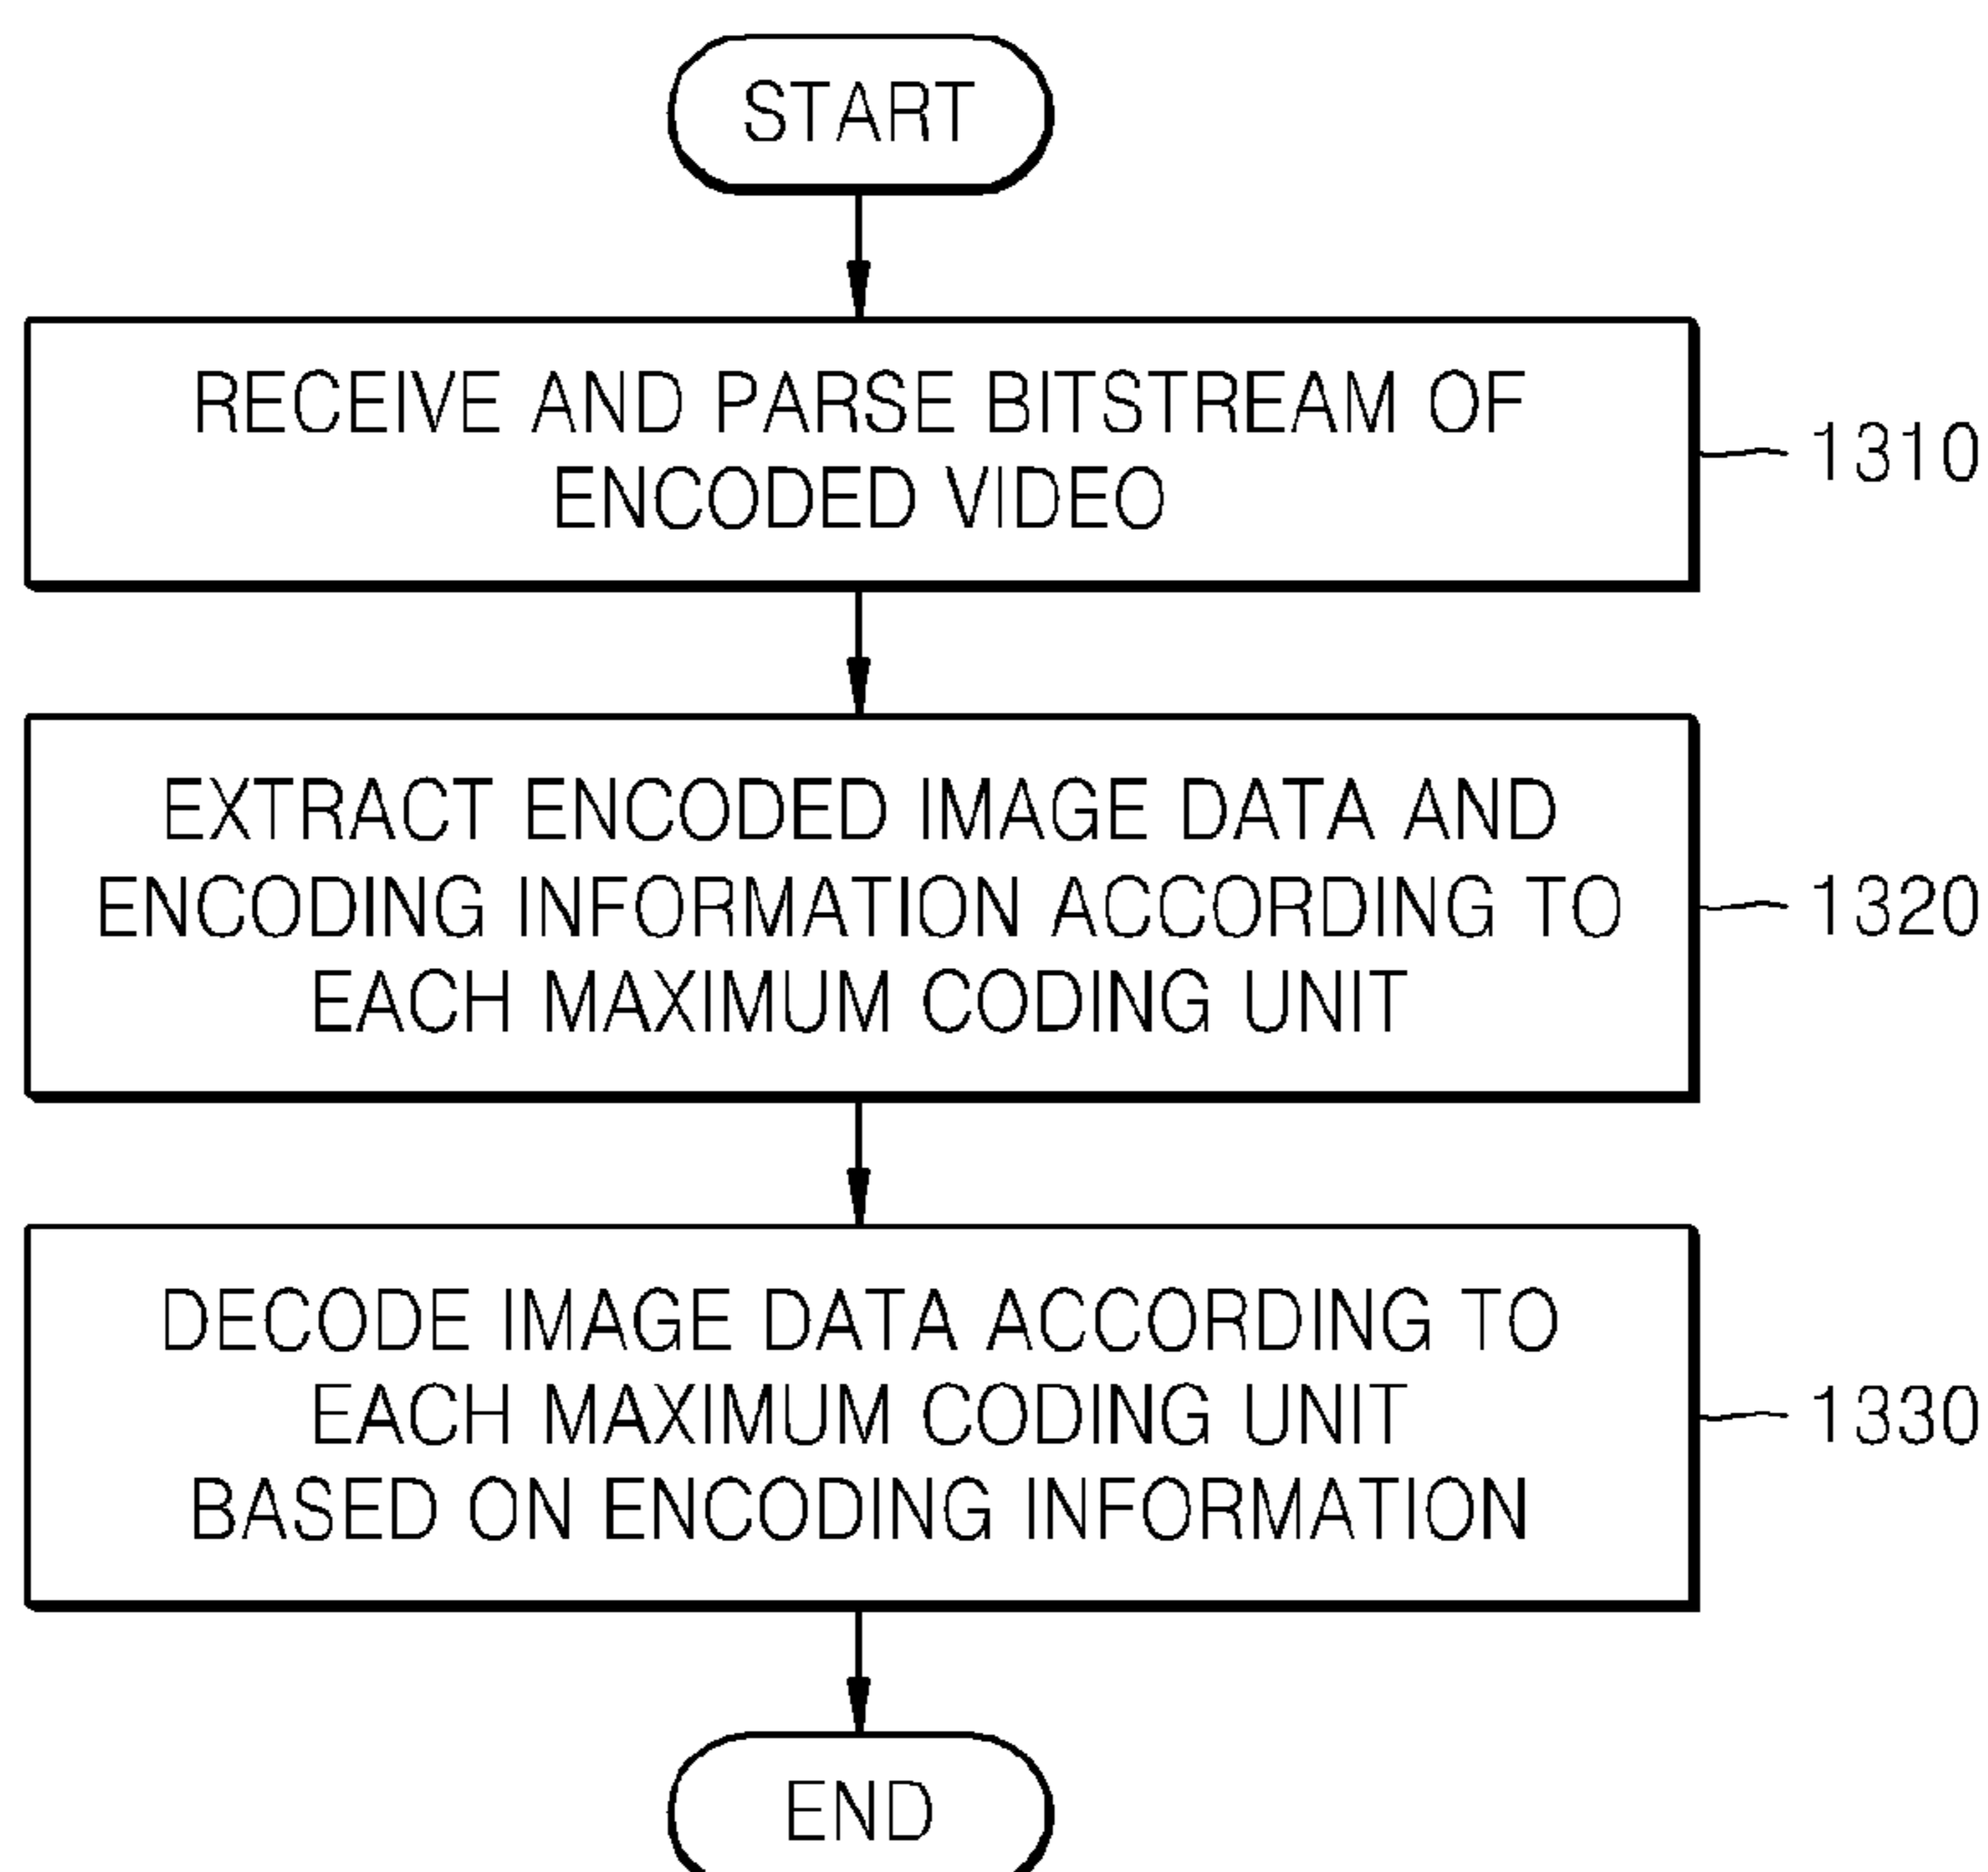 START
RECEIVE AND PARSE BITSTREAM OF
ENCODED VIDEO
1310
EXTRACT ENCODED IMAGE DATA AND
ENCODING INFORMATION ACCORDING TO
EACH MAXIMUM CODING UNIT
1320
DECODE IMAGE DATA ACCORDING TO
EACH MAXIMUM CODING UNIT
BASED ON ENCODING INFORMATION
1330
END